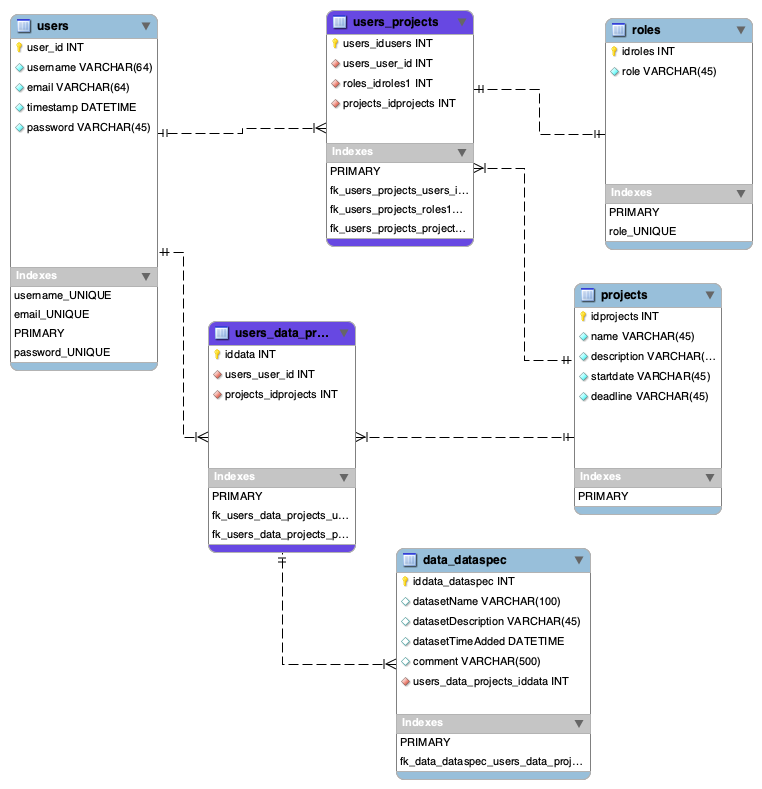 users
user_id INT
username VARCHAR(64)
email VARCHAR(64)
timestamp DATETIME
password VARCHAR(45)
Indexes
username_UNIQUE
email_UNIQUE
PRIMARY
password_UNIQUE
users_projects
users_idusers INT
users_user_id INT
roles_idroles1 INT
projects_idprojects INT
Indexes
PRIMARY
fk_users_projects_users_i...
fk_users_projects_roles1...
fk_users_projects_project...
roles
idroles INT
role VARCHAR(45)
Indexes
PRIMARY
role_UNIQUE
projects
idprojects INT
name VARCHAR(45)
description VARCHAR(...
startdate VARCHAR(45)
deadline VARCHAR(45)
Indexes
PRIMARY
users_data_pr...
iddata INT
users_user_id INT
projects_idprojects INT
Indexes
PRIMARY
fk_users_data_projects_u...
fk_users_data_projects_p...
data_dataspec
iddata_dataspec INT
datasetName VARCHAR(100)
datasetDescription VARCHAR(45)
datasetTimeAdded DATETIME
comment VARCHAR(500)
users_data_projects_iddata INT
Indexes
PRIMARY
fk_data_dataspec_users_data_proj...